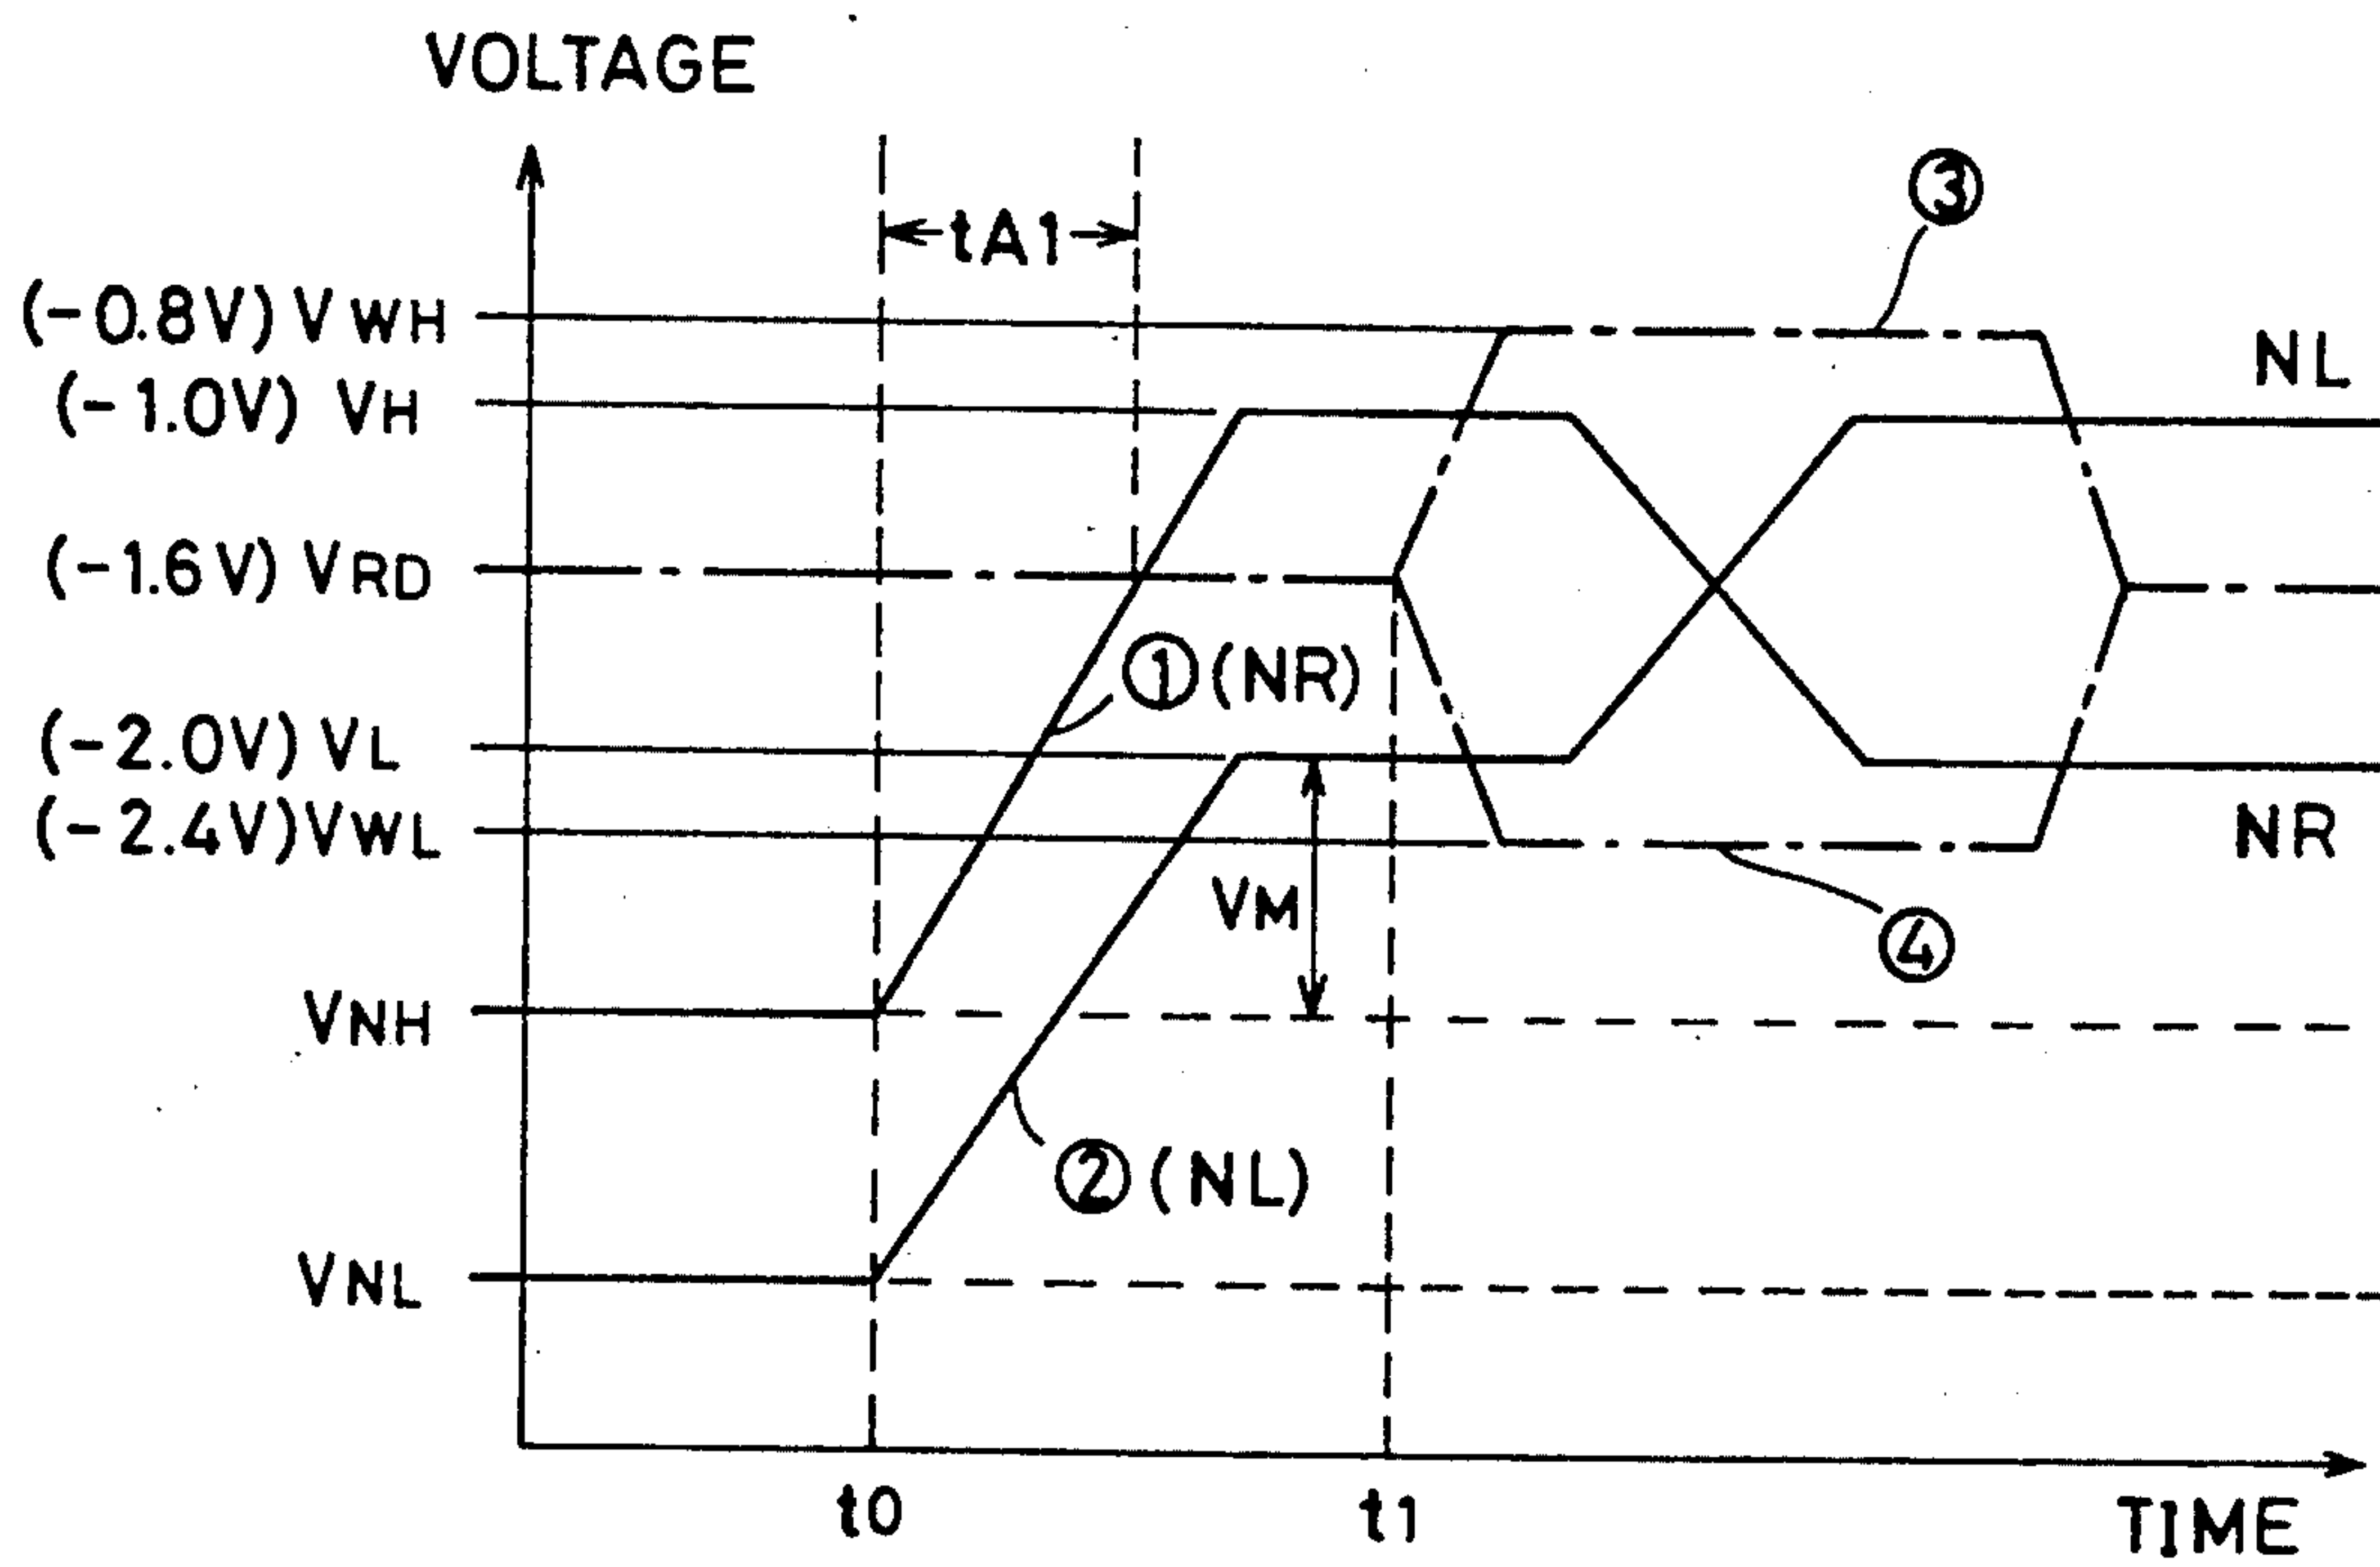 VOLTAGE
tA1
③
(-0.8V) VWH
NL
(-1.0V) VH
(-1.6V) VRD
①(NR)
(-2.0V) VL
(-2.4V) VWL
NR
VM
④
VNH
②(NL)
VNL
t0
t1
TIME